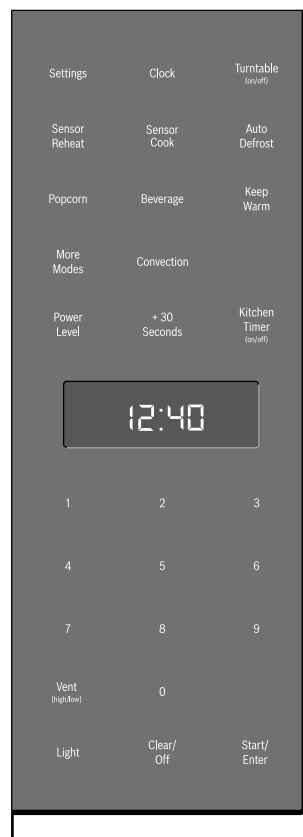 Settings
Clock
Turntable
(on/off)
Sensor
Reheat
Sensor
Cook
Auto
Defrost
Popcorn
Beverage
Keep
Warm
More
Modes
Convection
Power
Level
+ 30
Seconds
Kitchen
Timer
(on/off)
12:40
1
2
3
4
5
6
7
8
9
Vent
(high/low)
0
Light
Clear/
Off
Start/
Enter